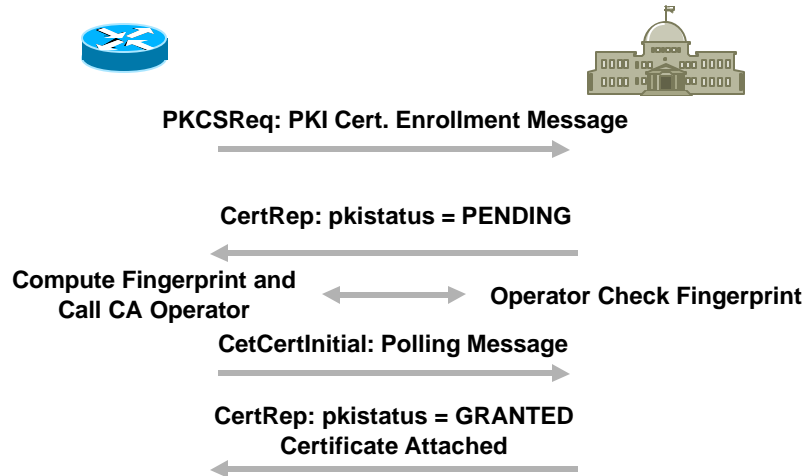 PKCSReq: PKI Cert. Enrollment Message
CertRep: pkistatus = PENDING
Compute Fingerprint and
Call CA Operator
Operator Check Fingerprint
CetCertInitial: Polling Message
CertRep: pkistatus = GRANTED
Certificate Attached